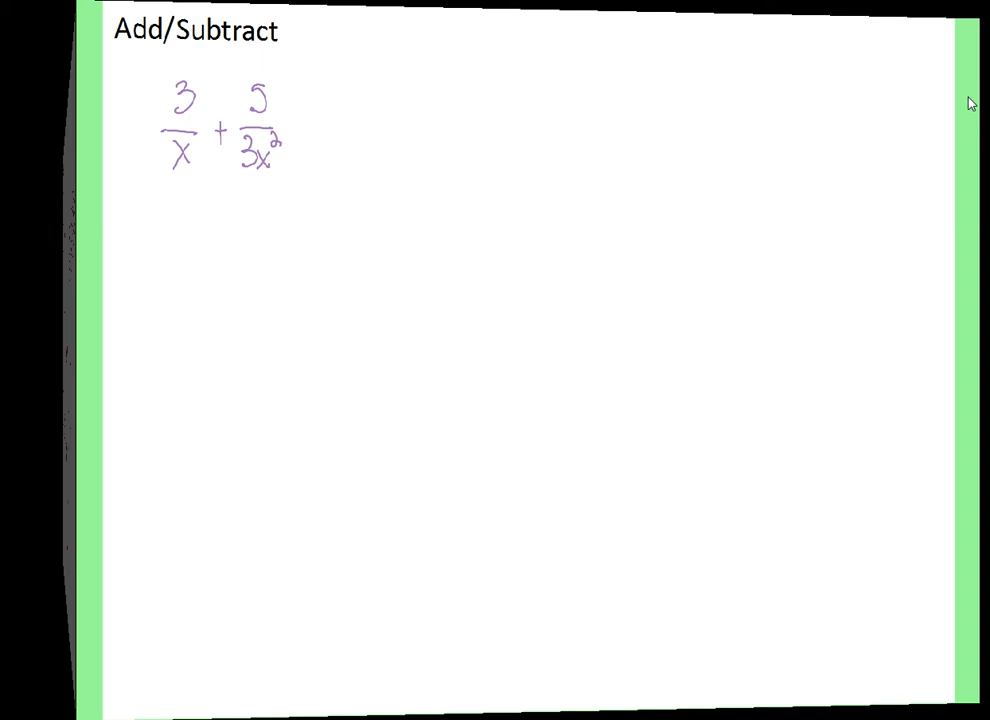 Add/Subtract
3/x + 5/3x²